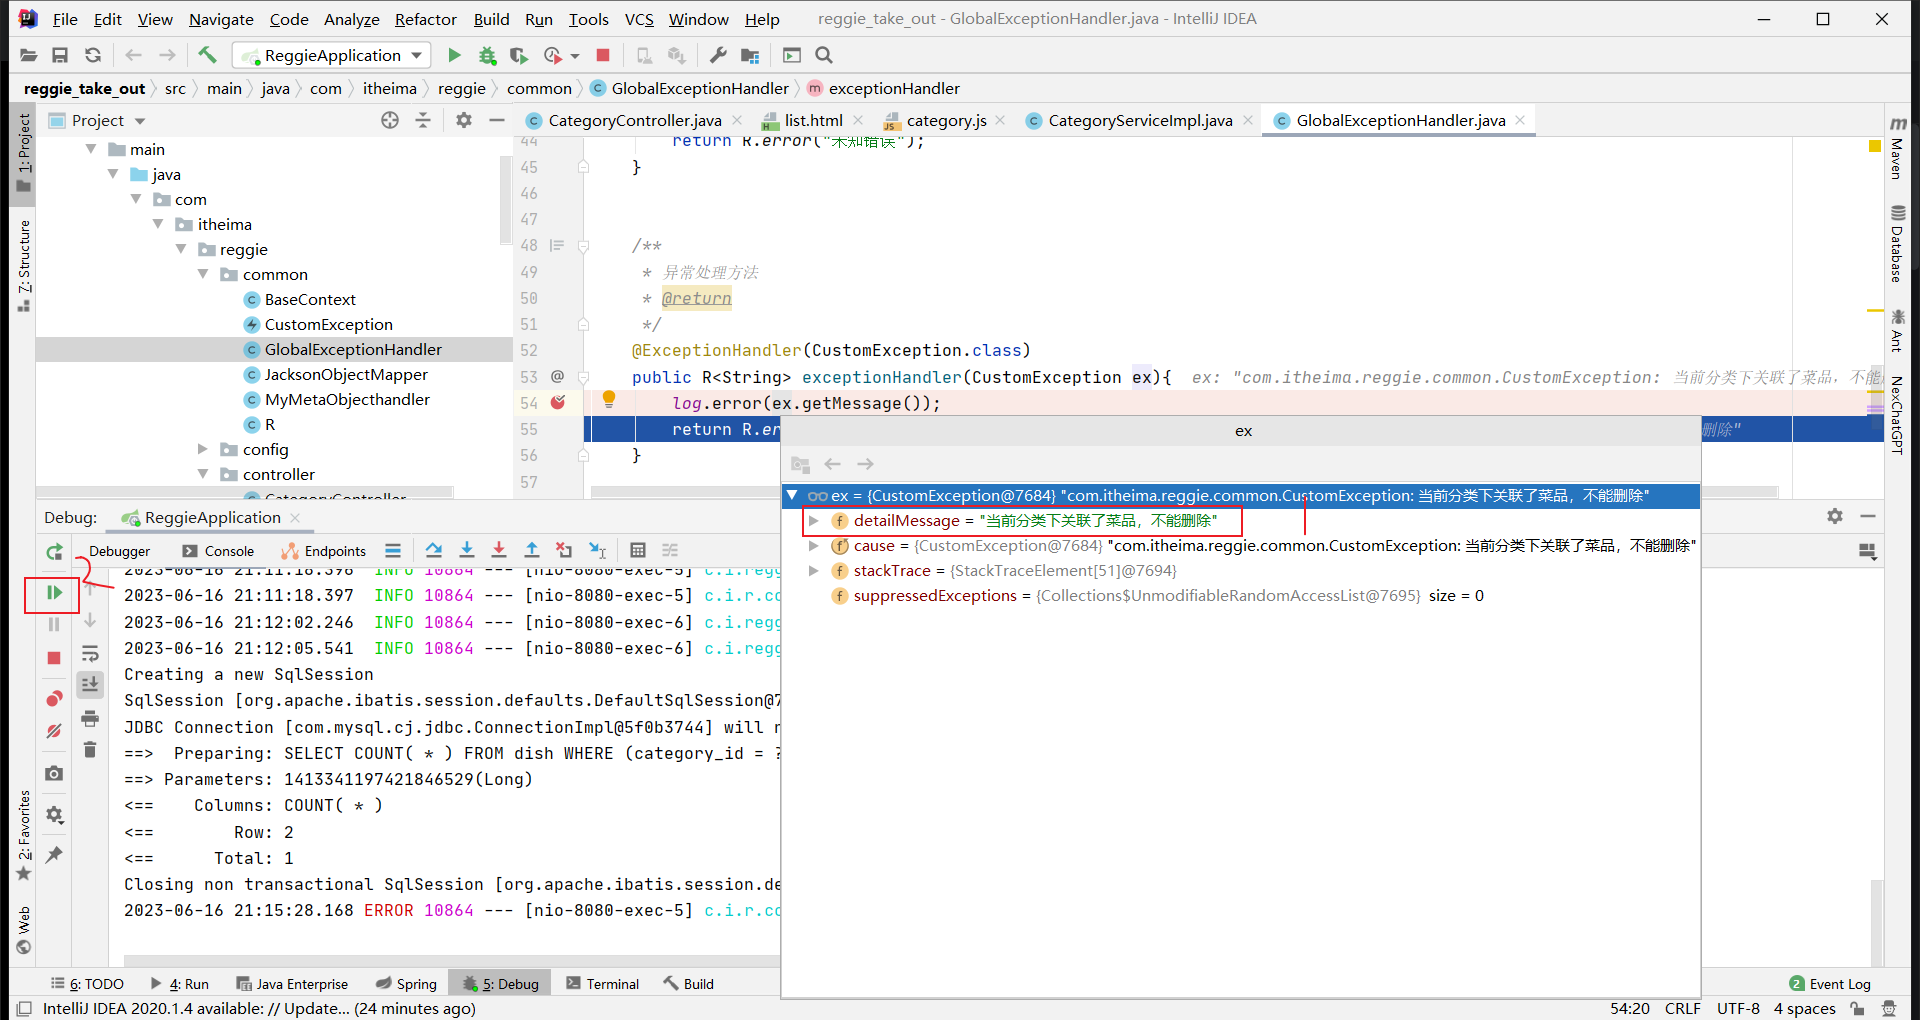 File Edit View Navigate Code Analyze Refactor Build Run Tools VCS Window Help reggie_take_out - GlobalExceptionHandler.java - IntelliJ IDEA
ReggieApplication
reggie_take_out src main java com itheima reggie common GlobalExceptionHandler exceptionHandler
Project
CategoryController.java list.html category.js CategoryServiceImpl.java GlobalExceptionHandler.java
1: Project
Z: Structure
2: Favorites
Web
main
java
com
itheima
reggie
common
BaseContext
CustomException
GlobalExceptionHandler
JacksonObjectMapper
MyMetaObjecthandler
R
config
controller
CategoryController
44 return R.error("未知错误");
45 }
46
47
48 /**
49 * 异常处理方法
50 * @return
51 */
52 @ExceptionHandler(CustomException.class)
53 @ public R<String> exceptionHandler(CustomException ex){ ex: "com.itheima.reggie.common.CustomException: 当前分类下关联了菜品，不能
54 log.error(ex.getMessage());
55 return R.er 删除"
56 }
57
Maven
Database
Ant
NexChatGPT
ex
ex = {CustomException@7684} "com.itheima.reggie.common.CustomException: 当前分类下关联了菜品，不能删除"
detailMessage = "当前分类下关联了菜品，不能删除"
cause = {CustomException@7684} "com.itheima.reggie.common.CustomException: 当前分类下关联了菜品，不能删除"
stackTrace = {StackTraceElement[51]@7694}
suppressedExceptions = {Collections$UnmodifiableRandomAccessList@7695} size = 0
Debug: ReggieApplication
Debugger Console Endpoints
2
2023-06-16 21:11:18.396 INFO 10864 --- [nio-8080-exec-5] c.i.regg
2023-06-16 21:11:18.397 INFO 10864 --- [nio-8080-exec-5] c.i.r.co
2023-06-16 21:12:02.246 INFO 10864 --- [nio-8080-exec-6] c.i.regg
2023-06-16 21:12:05.541 INFO 10864 --- [nio-8080-exec-6] c.i.regg
Creating a new SqlSession
SqlSession [org.apache.ibatis.session.defaults.DefaultSqlSession@7
JDBC Connection [com.mysql.cj.jdbc.ConnectionImpl@5f0b3744] will n
==> Preparing: SELECT COUNT( * ) FROM dish WHERE (category_id = ?
==> Parameters: 1413341197421846529(Long)
<== Columns: COUNT( * )
<== Row: 2
<== Total: 1
Closing non transactional SqlSession [org.apache.ibatis.session.de
2023-06-16 21:15:28.168 ERROR 10864 --- [nio-8080-exec-5] c.i.r.co
6: TODO 4: Run Java Enterprise Spring 5: Debug Terminal Build 2 Event Log
IntelliJ IDEA 2020.1.4 available: // Update... (24 minutes ago) 54:20 CRLF UTF-8 4 spaces